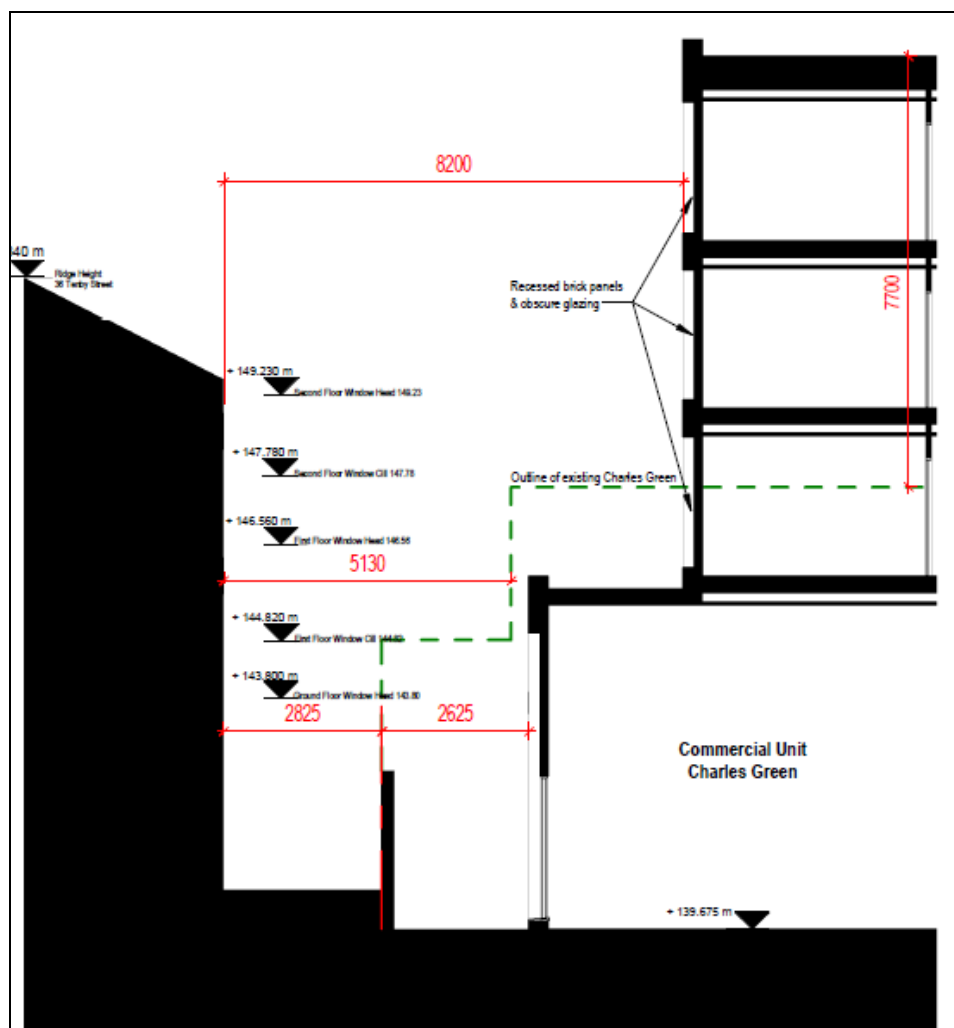 8200
40 m
Ridge Height
36 Tenby Street
Recessed brick panels
& obscure glazing
7700
+ 149.230 m
Second Floor Window Head 149.23
+ 147.780 m
Second Floor Window Cill 147.78
Outline of existing Charles Green
+ 146.560 m
First Floor Window Head 146.56
5130
+ 144.820 m
First Floor Window Cill 144.82
+ 143.800 m
Ground Floor Window Head 143.80
2825
2625
Commercial Unit
Charles Green
+ 139.675 m